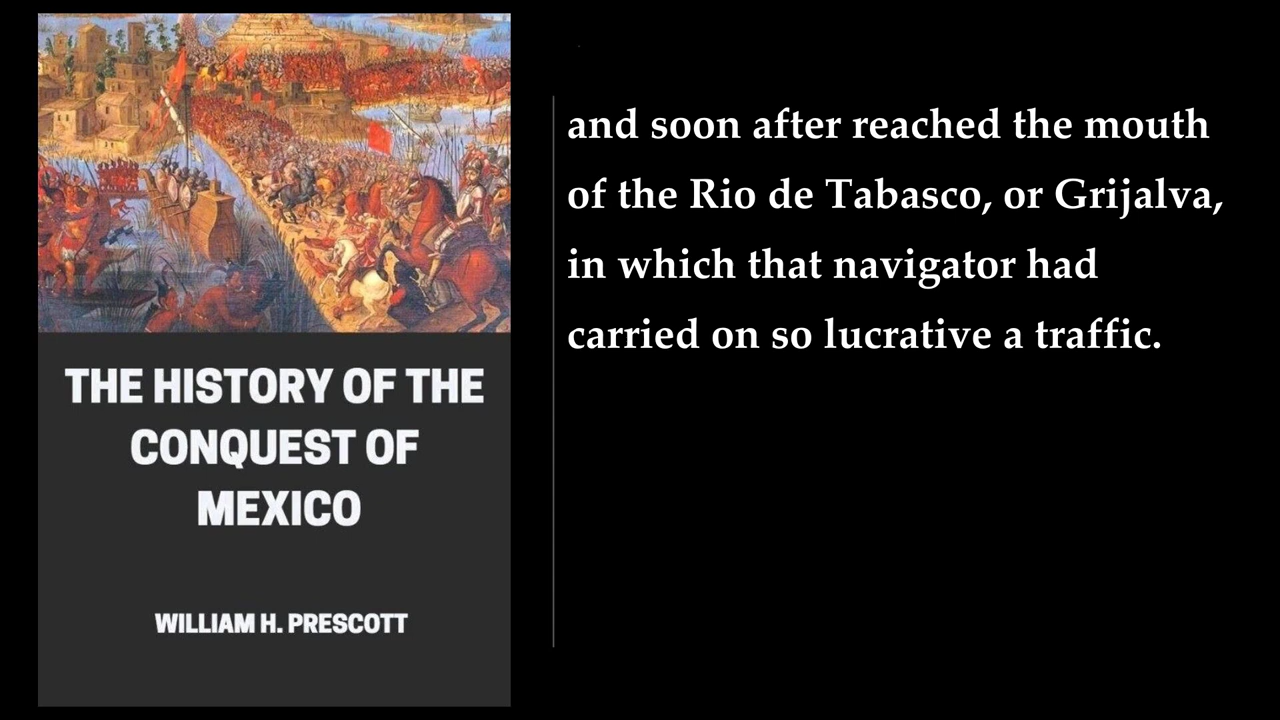 THE HISTORY OF THE
CONQUEST OF
MEXICO
WILLIAM H. PRESCOTT
and soon after reached the mouth
of the Rio de Tabasco, or Grijalva,
in which that navigator had
carried on so lucrative a traffic.